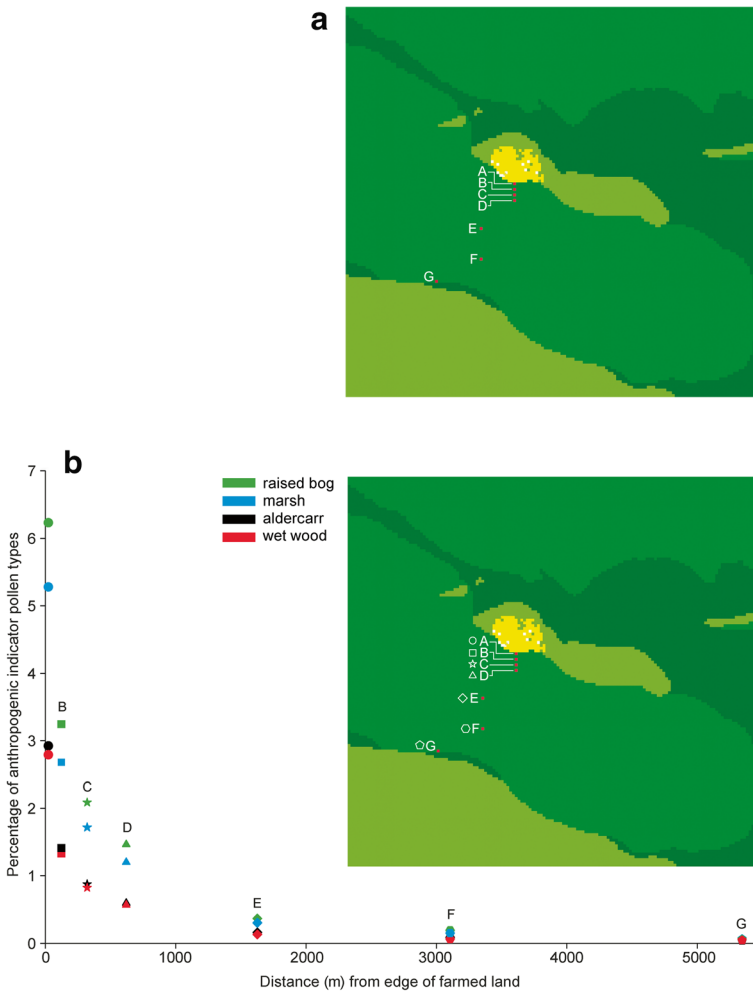 a
A
B
C
D
E
F
G
b
7
6
5
4
3
2
1
0
Percentage of anthropogenic indicator pollen types
raised bog
marsh
aldercarr
wet wood
B
C
D
E
F
G
A
B
C
D
E
F
G
0 1000 2000 3000 4000 5000
Distance (m) from edge of farmed land